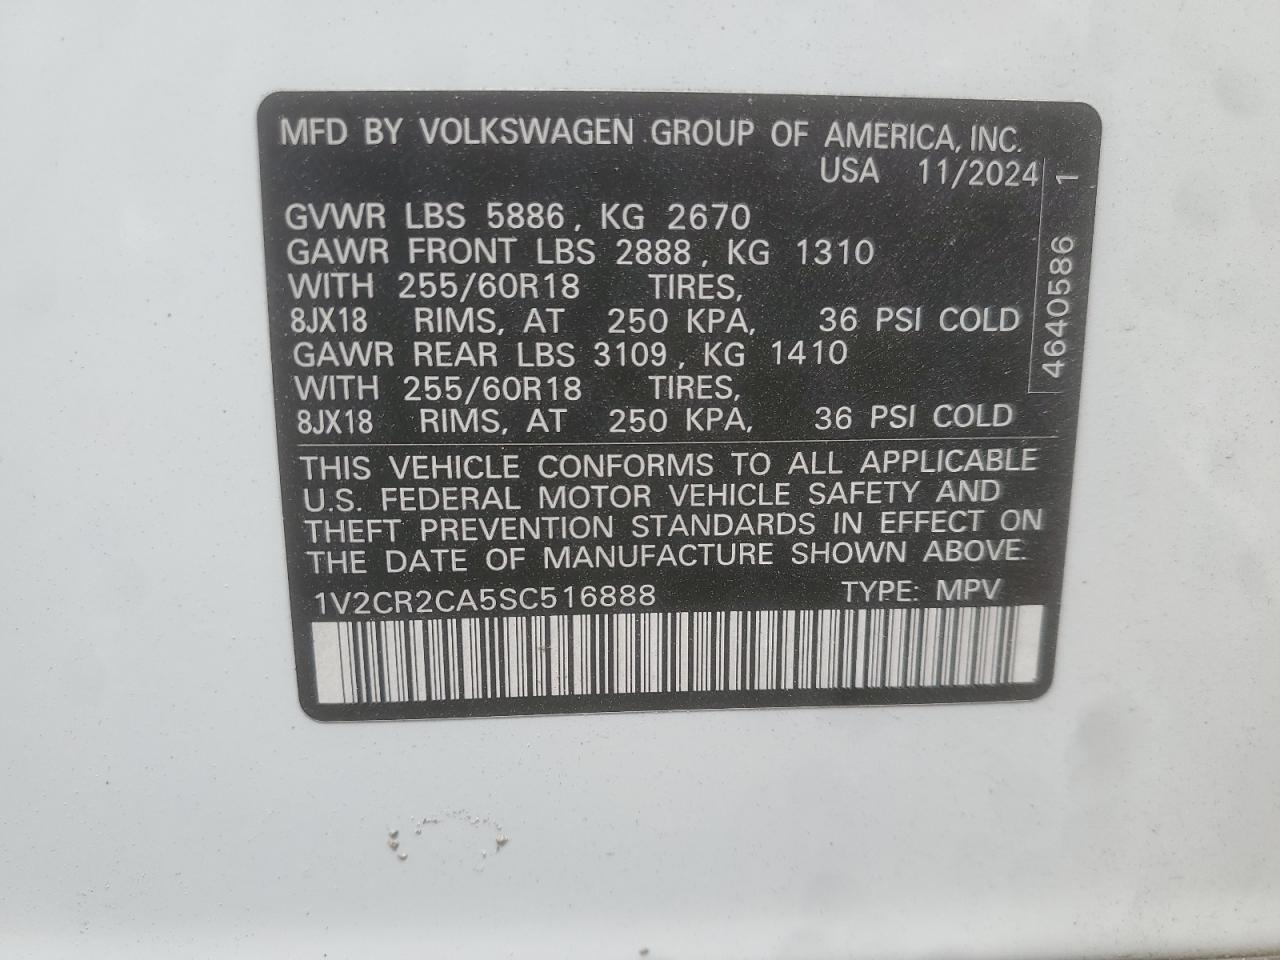 MFD BY VOLKSWAGEN GROUP OF AMERICA, INC.
USA 11/2024
GVWR LBS 5886, KG 2670
GAWR FRONT LBS 2888, KG 1310
WITH 255/60R18 TIRES,
8JX18 RIMS, AT 250 KPA, 36 PSI COLD
GAWR REAR LBS 3109, KG 1410
WITH 255/60R18 TIRES,
8JX18 RIMS, AT 250 KPA, 36 PSI COLD
4640586 1
THIS VEHICLE CONFORMS TO ALL APPLICABLE
U.S. FEDERAL MOTOR VEHICLE SAFETY AND
THEFT PREVENTION STANDARDS IN EFFECT ON
THE DATE OF MANUFACTURE SHOWN ABOVE.
1V2CR2CA5SC516888 TYPE: MPV